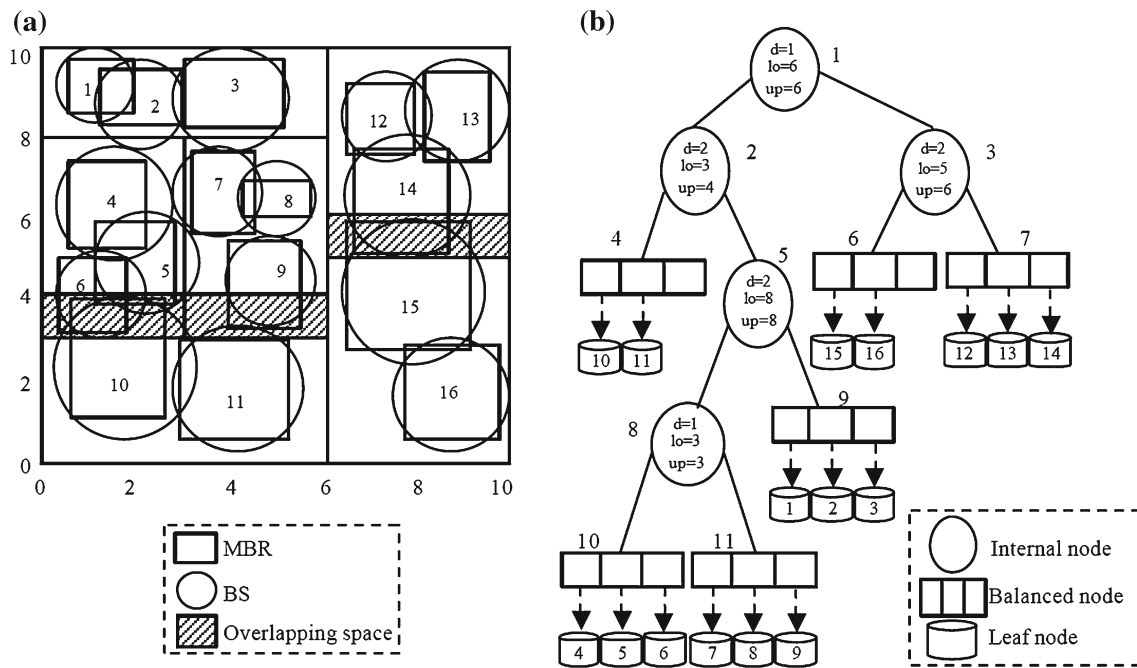 (a)
10
8
6
4
2
0
0 2 4 6 8 10
1
2
3
12
13
4
7
8
14
5
6
9
15
10
11
16
MBR
BS
Overlapping space
(b)
d=1
lo=6
up=6
1
d=2
lo=3
up=4
2
d=2
lo=5
up=6
3
4
5
6
7
d=2
lo=8
up=8
10 11
15 16
12 13 14
8
d=1
lo=3
up=3
9
1 2 3
10
11
4 5 6 7 8 9
Internal node
Balanced node
Leaf node